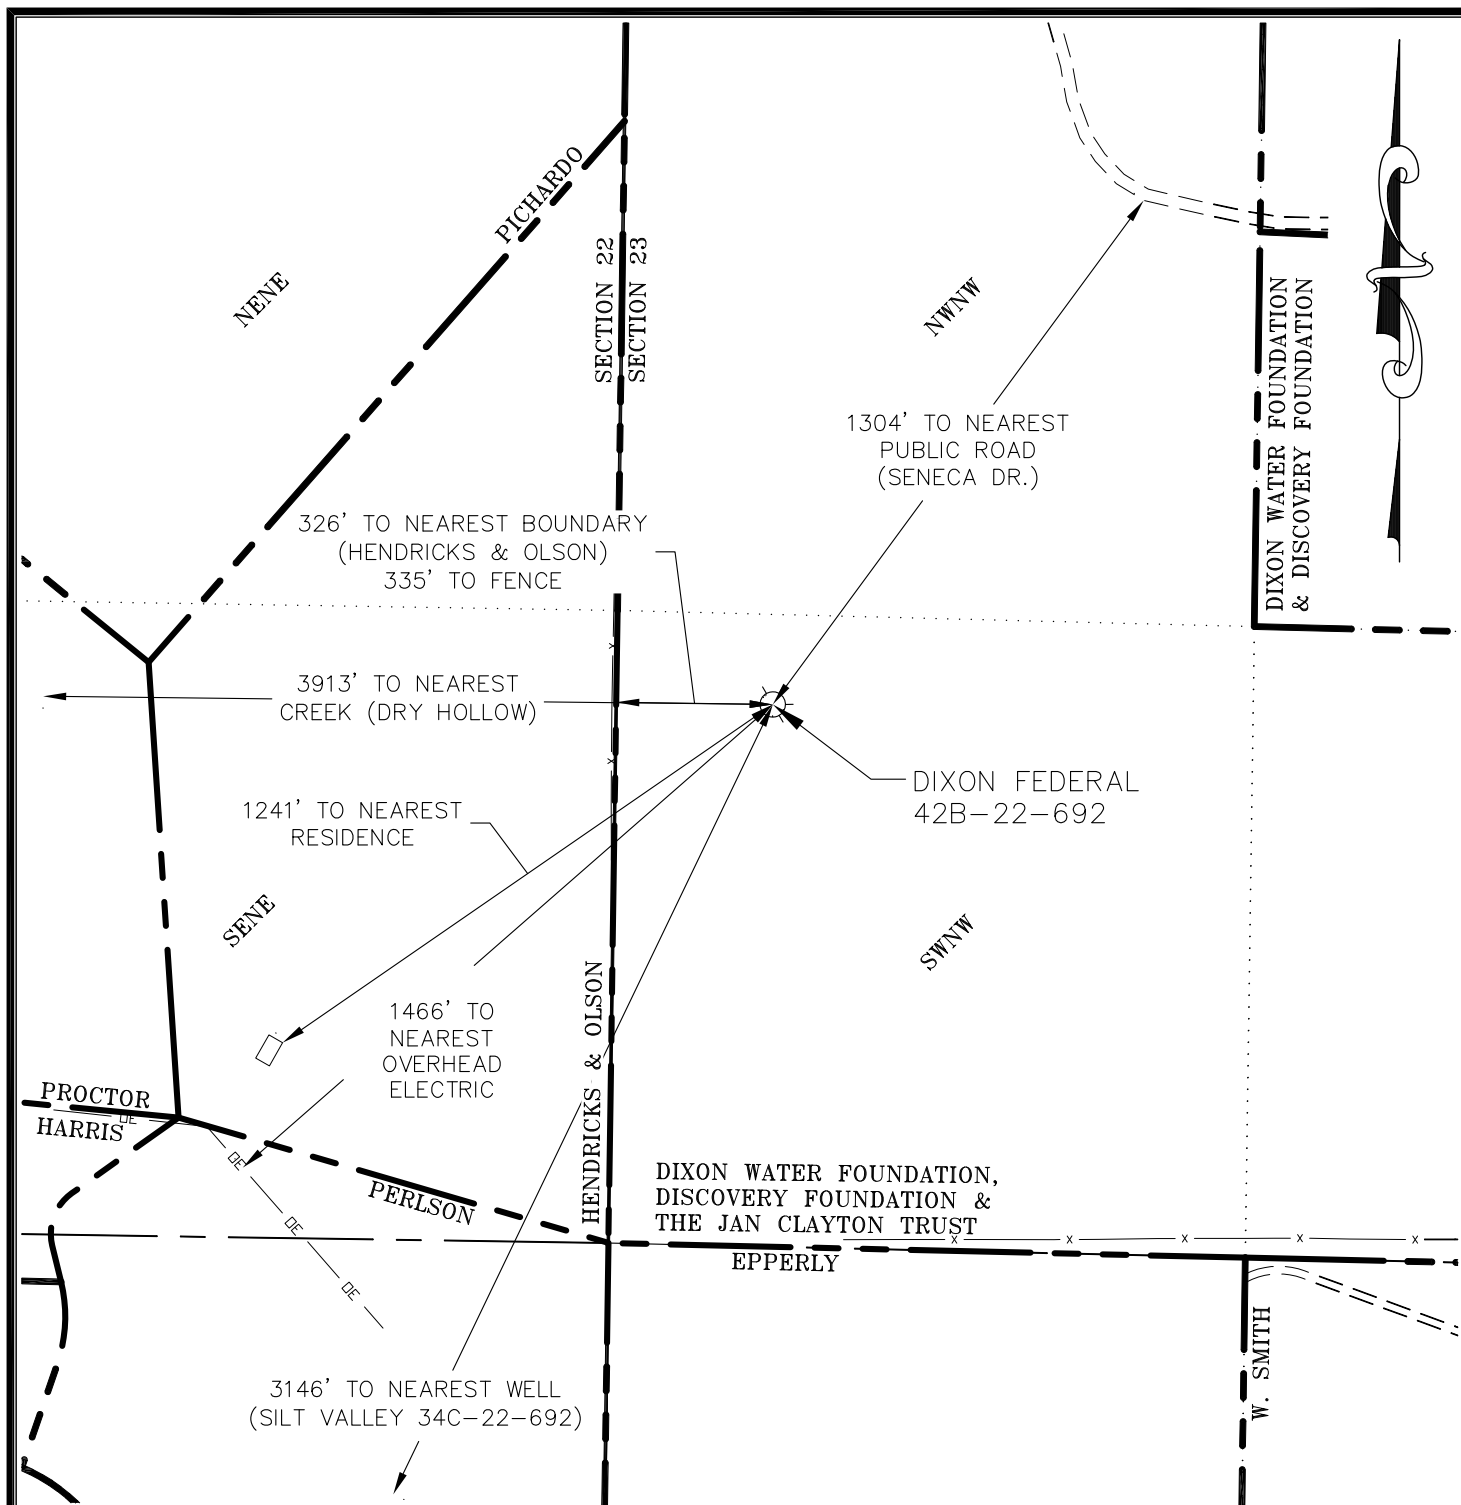 PICHARDO
NENE
SECTION 22
SECTION 23
NWNW
DIXON WATER FOUNDATION
& DISCOVERY FOUNDATION
1304' TO NEAREST
PUBLIC ROAD
(SENECA DR.)
326' TO NEAREST BOUNDARY
(HENDRICKS & OLSON)
335' TO FENCE
3913' TO NEAREST
CREEK (DRY HOLLOW)
DIXON FEDERAL
42B-22-692
1241' TO NEAREST
RESIDENCE
SENE
SWNW
1466' TO
NEAREST
OVERHEAD
ELECTRIC
HENDRICKS & OLSON
PROCTOR
OE
HARRIS
OE
PERLSON
OE
OE
DIXON WATER FOUNDATION,
DISCOVERY FOUNDATION &
THE JAN CLAYTON TRUST
EPPERLY
W. SMITH
3146' TO NEAREST WELL
(SILT VALLEY 34C-22-692)